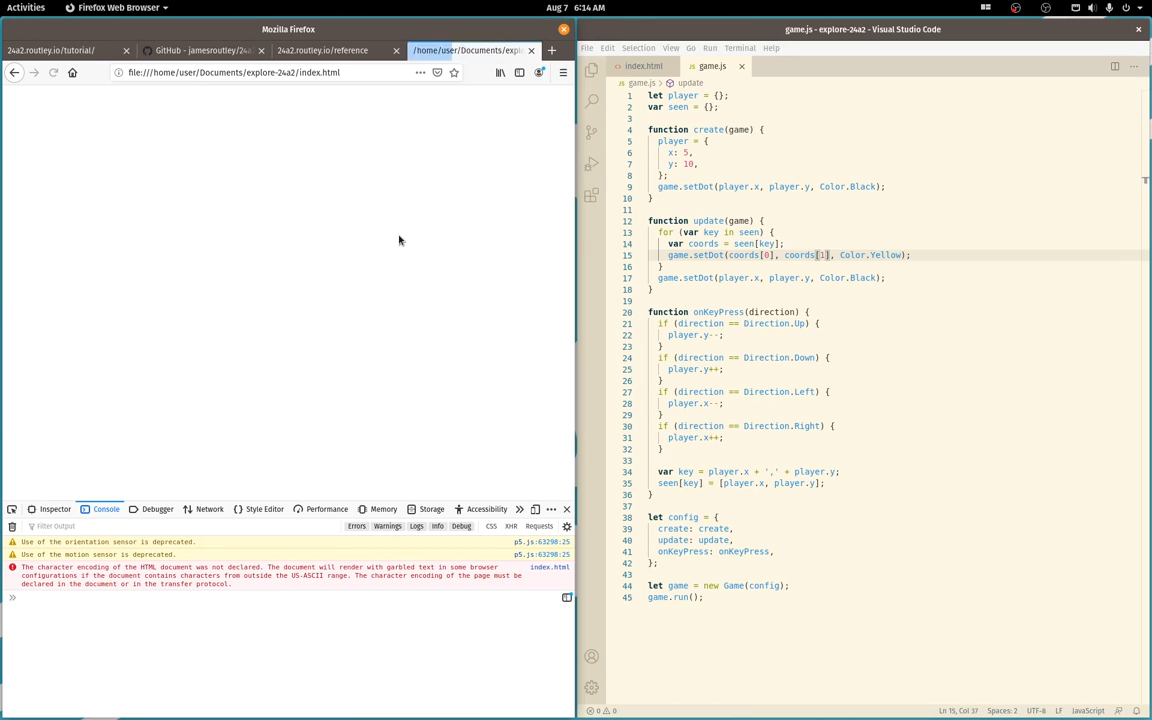 Activities Firefox Web Browser Aug 7 6:14 AM
Mozilla Firefox
24a2.routley.io/tutorial/ GitHub - jamesroutley/24a 24a2.routley.io/reference /home/user/Documents/explo
file:///home/user/Documents/explore-24a2/index.html
Inspector Console Debugger Network Style Editor Performance Memory Storage Accessibility
Filter Output Errors Warnings Logs Info Debug CSS XHR Requests
Use of the orientation sensor is deprecated. p5.js:63298:25
Use of the motion sensor is deprecated. p5.js:63298:25
The character encoding of the HTML document was not declared. The document will render with garbled text in some browser index.html
configurations if the document contains characters from outside the US-ASCII range. The character encoding of the page must be
declared in the document or in the transfer protocol.
game.js - explore-24a2 - Visual Studio Code
File Edit Selection View Go Run Terminal Help
index.html JS game.js
JS game.js > update
1 let player = {};
2 var seen = {};
3
4 function create(game) {
5 player = {
6 x: 5,
7 y: 10,
8 };
9 game.setDot(player.x, player.y, Color.Black);
10 }
11
12 function update(game) {
13 for (var key in seen) {
14 var coords = seen[key];
15 game.setDot(coords[0], coords[1], Color.Yellow);
16 }
17 game.setDot(player.x, player.y, Color.Black);
18 }
19
20 function onKeyPress(direction) {
21 if (direction == Direction.Up) {
22 player.y--;
23 }
24 if (direction == Direction.Down) {
25 player.y++;
26 }
27 if (direction == Direction.Left) {
28 player.x--;
29 }
30 if (direction == Direction.Right) {
31 player.x++;
32 }
33
34 var key = player.x + ',' + player.y;
35 seen[key] = [player.x, player.y];
36 }
37
38 let config = {
39 create: create,
40 update: update,
41 onKeyPress: onKeyPress,
42 };
43
44 let game = new Game(config);
45 game.run();
0 0 Ln 15, Col 37 Spaces: 2 UTF-8 LF JavaScript